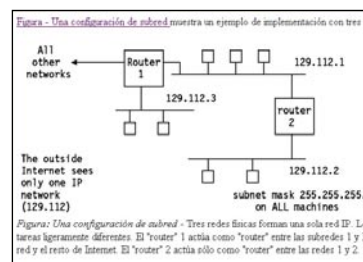 Figura - Una configuración de subred muestra un ejemplo de implementación con tres
All
other
networks
Router
1
129.112.1
129.112.3
router
2
129.112.2
The outside
Internet sees
only one IP
network
(129.112)
subnet mask 255.255.255.
on ALL machines
Figura: Una configuración de subred - Tres redes físicas forman una sola red IP. L
tareas ligeramente diferentes. El "router" 1 actúa como "router" entre las subredes 1 y
red y el resto de Internet. El "router" 2 actúa sólo como "router" entre las redes 1 y 2.